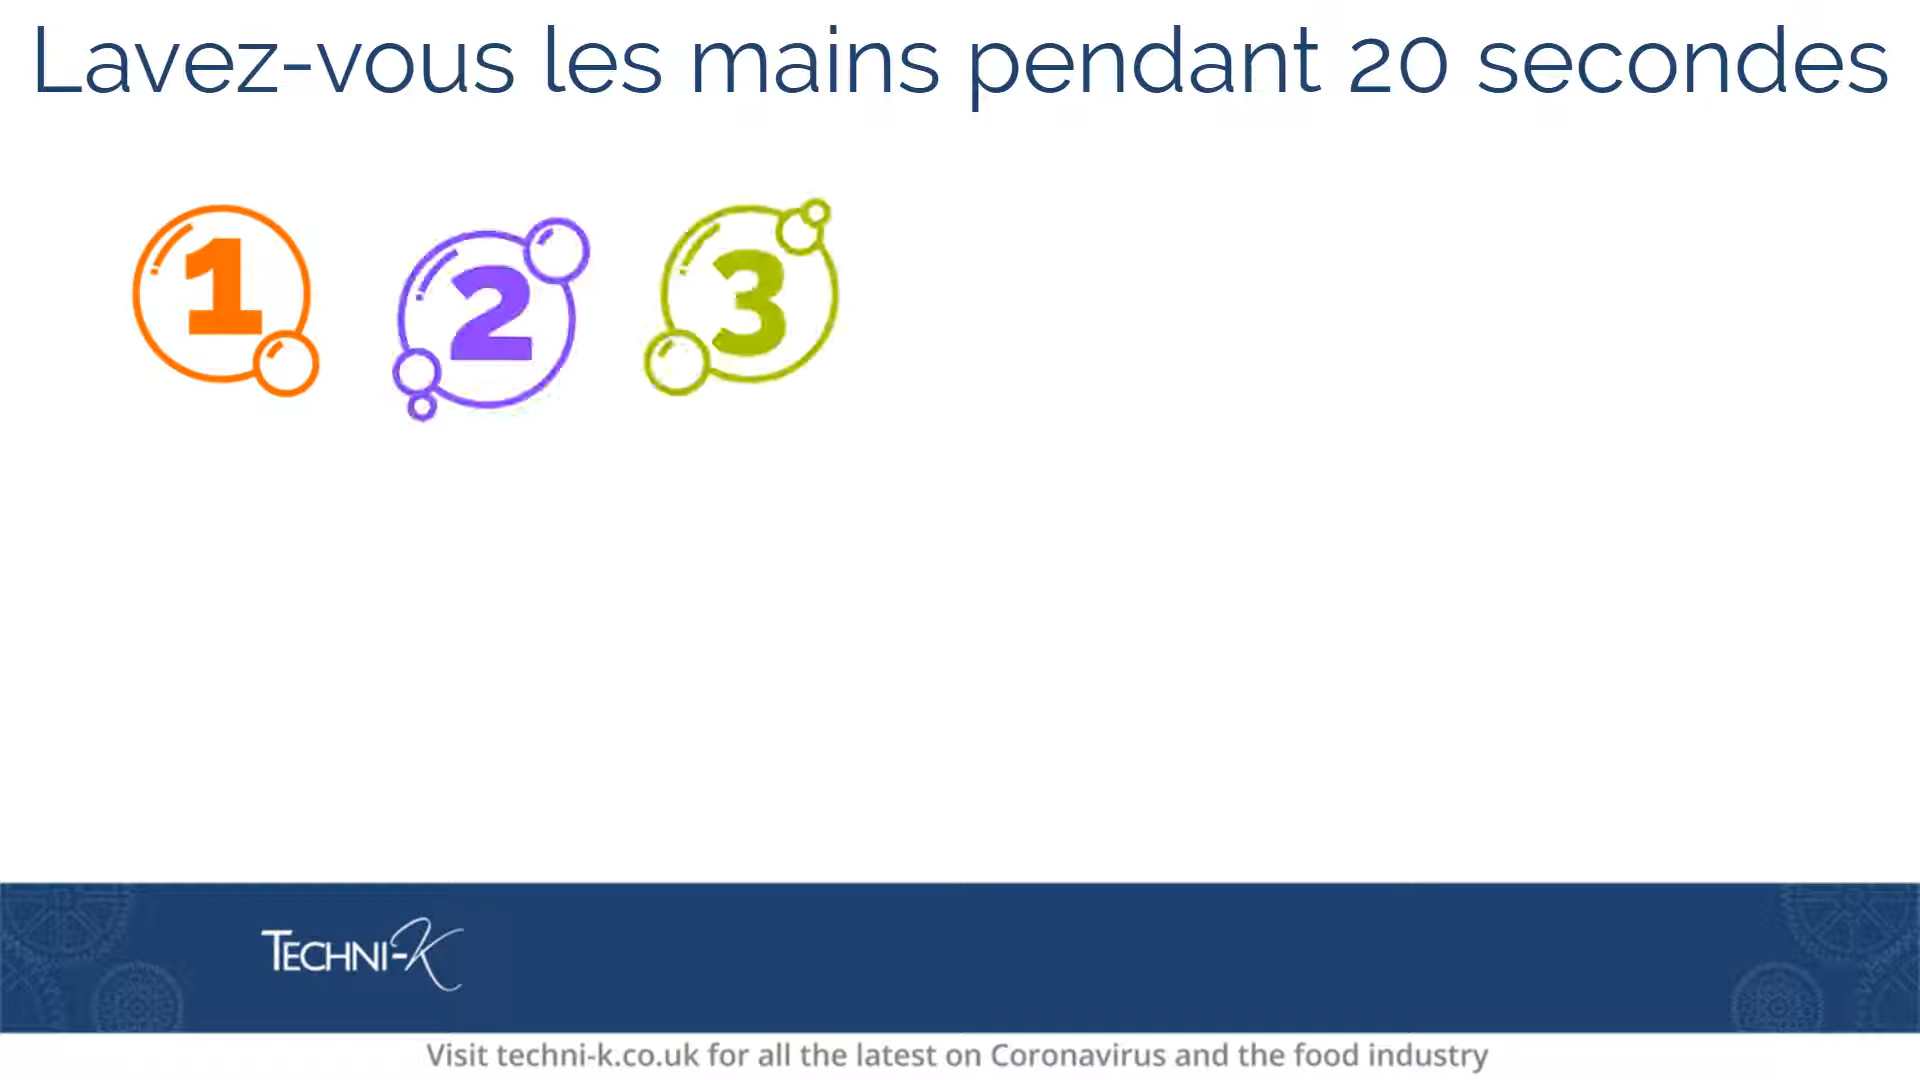 Lavez-vous les mains pendant 20 secondes
1 2 3
TECHNI-K
Visit techni-k.co.uk for all the latest on Coronavirus and the food industry